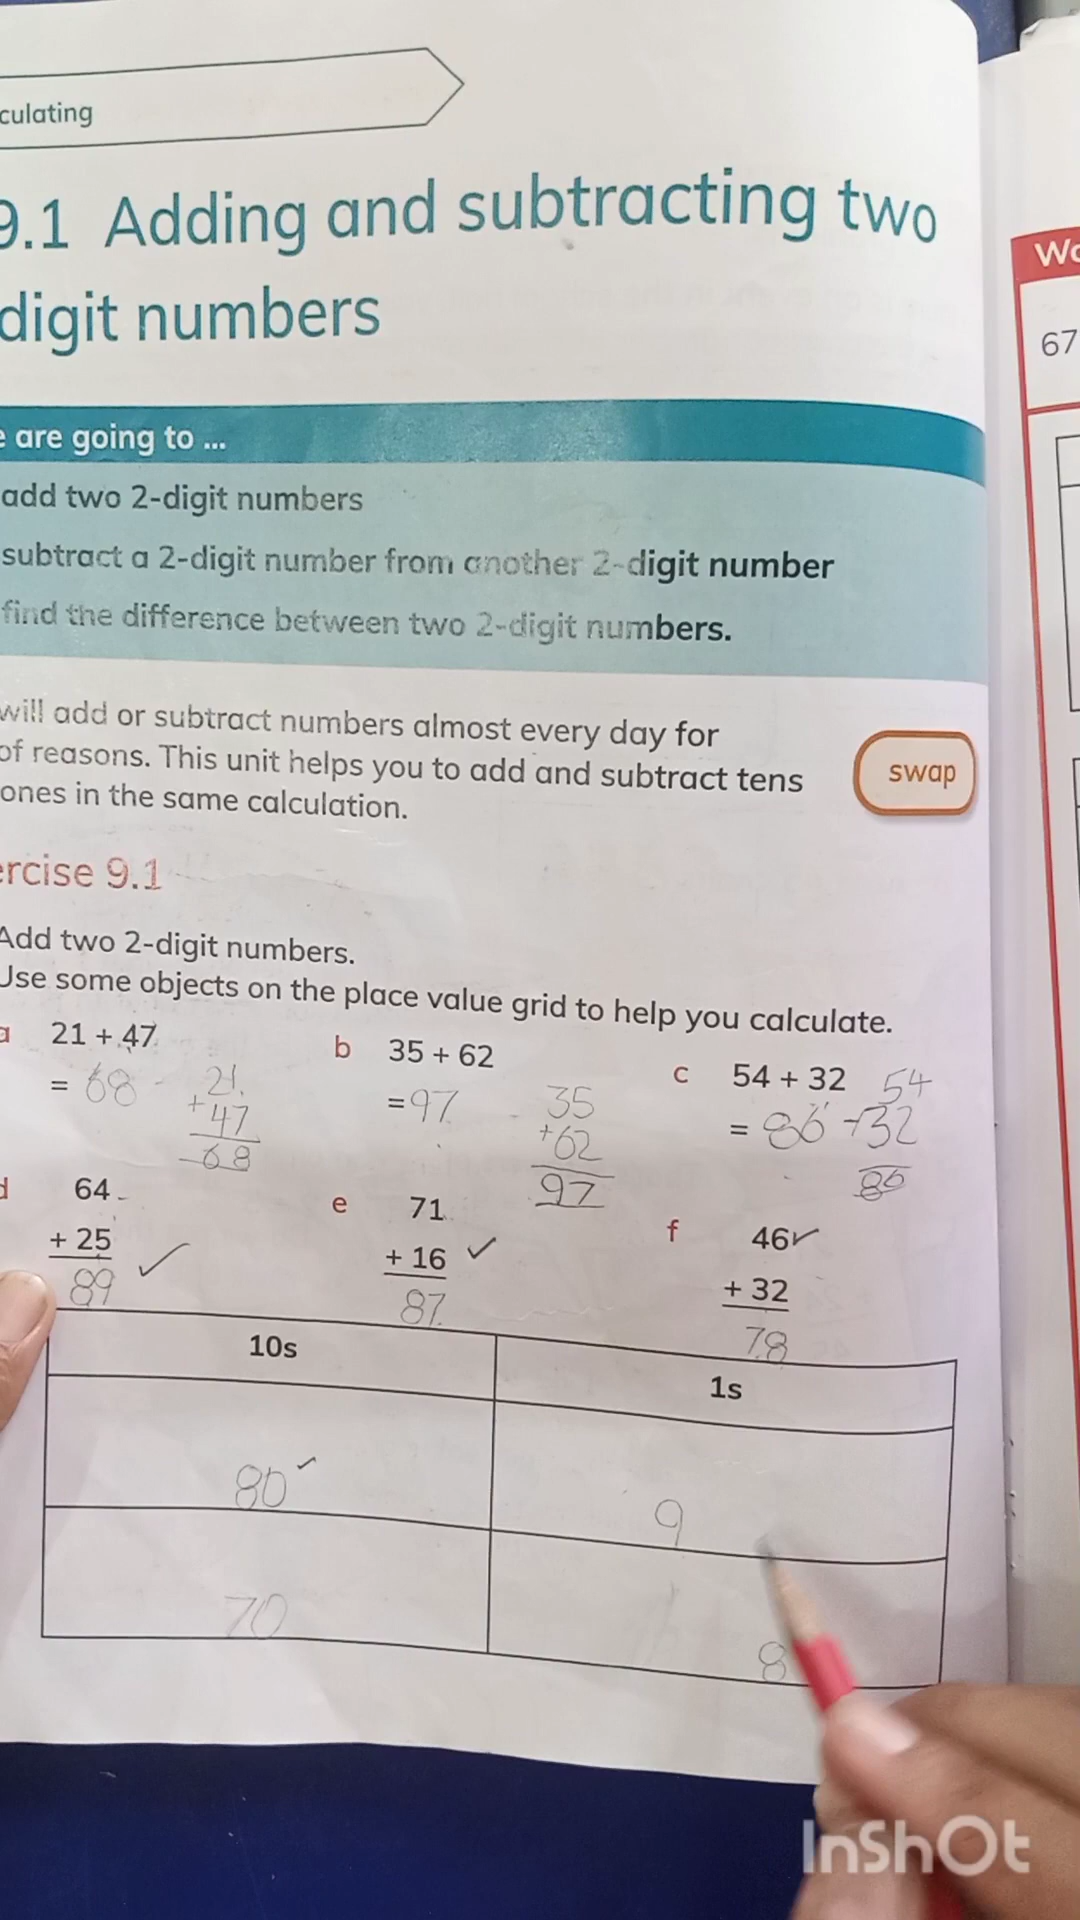 culating
9.1 Adding and subtracting two
digit numbers
e are going to ...
add two 2-digit numbers
subtract a 2-digit number from another 2-digit number
find the difference between two 2-digit numbers.
will add or subtract numbers almost every day for
of reasons. This unit helps you to add and subtract tens
ones in the same calculation.
swap
ercise 9.1
Add two 2-digit numbers.
Use some objects on the place value grid to help you calculate.
a 21 + 47
= 68
21
+ 47
68
b 35 + 62
= 97
35
+ 62
97
c 54 + 32
= 86
54
+ 32
86
d 64
+ 25
89
e 71
+ 16
87
f 46
+ 32
78
10s 1s
80 9
70 8
Wo
67
InShOt